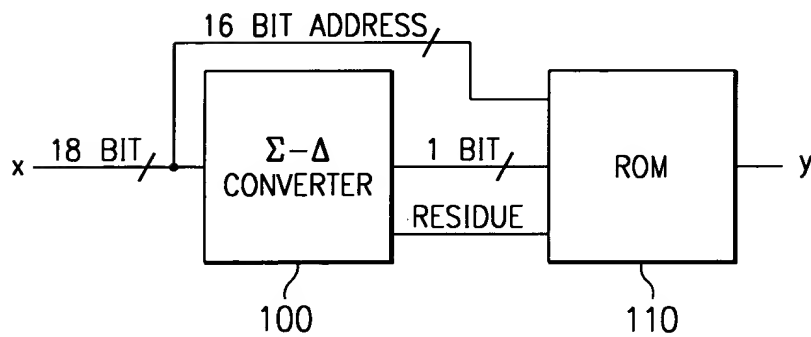 16 BIT ADDRESS
x 18 BIT
Σ-Δ
CONVERTER
1 BIT
RESIDUE
ROM
y
100
110